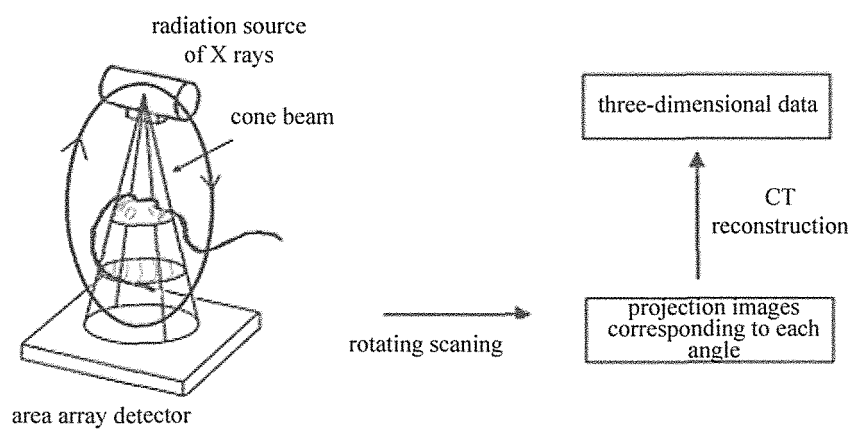 radiation source
of X rays
cone beam
area array detector
rotating scaning
three-dimensional data
CT
reconstruction
projection images
corresponding to each
angle